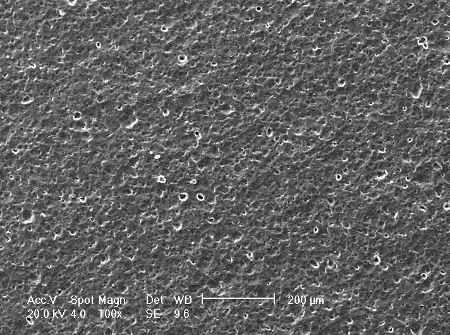 Acc.V Spot Magn Det WD 200 µm
20.0 kV 4.0 100x SE 9.6